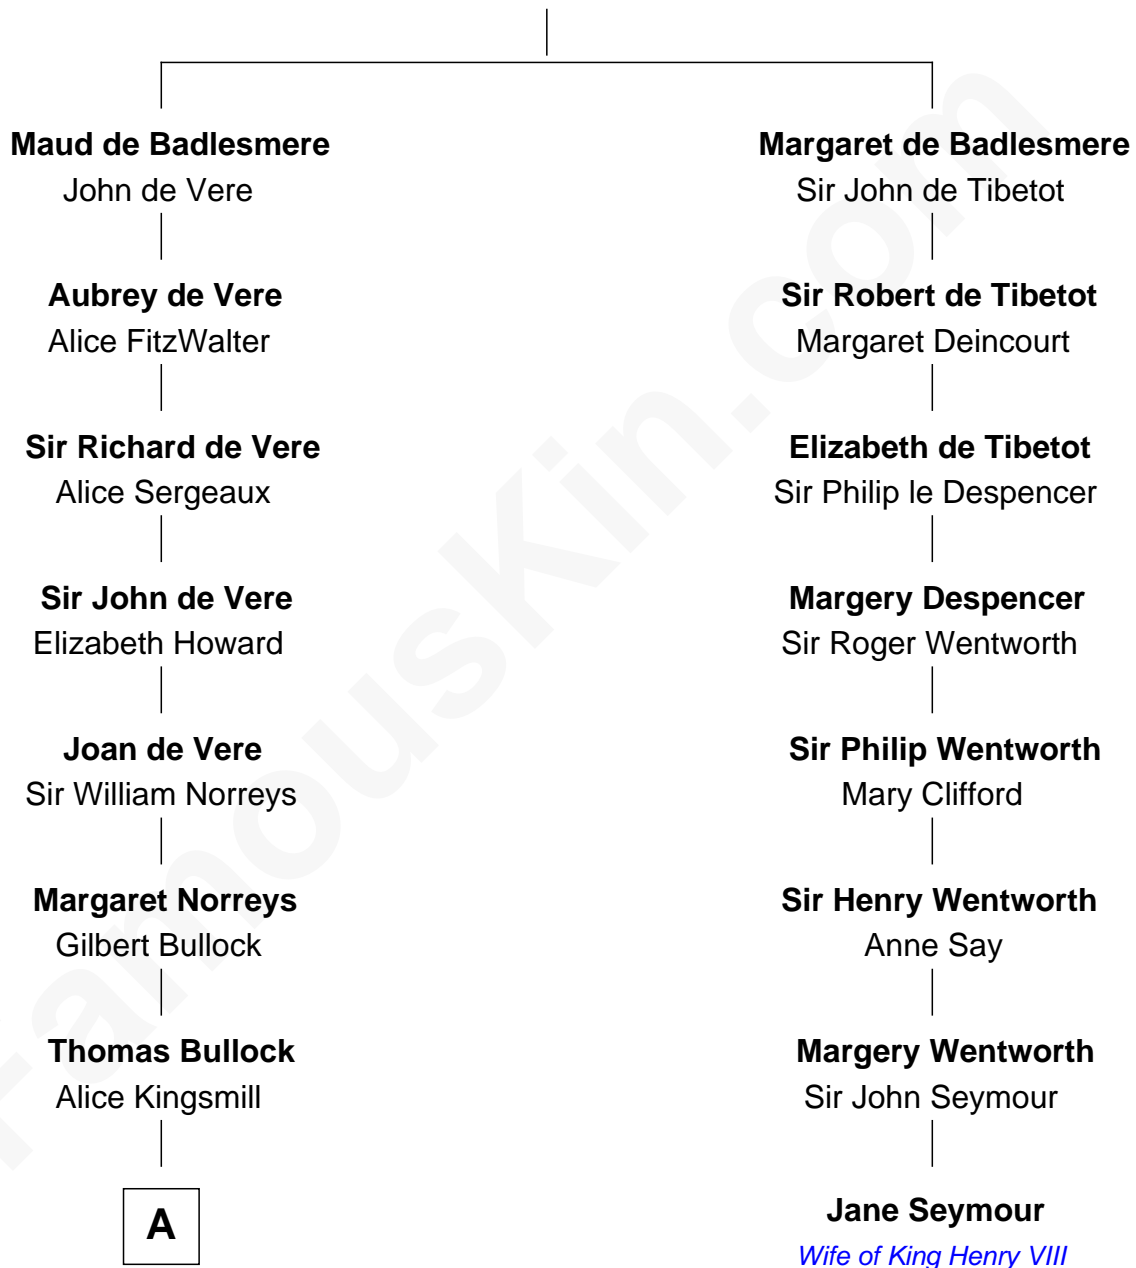 Maud de Badlesmere
John de Vere
Aubrey de Vere
Alice FitzWalter
Sir Richard de Vere
Alice Sergeaux
Sir John de Vere
Elizabeth Howard
Joan de Vere
Sir William Norreys
Margaret Norreys
Gilbert Bullock
Thomas Bullock
Alice Kingsmill
A
Margaret de Badlesmere
Sir John de Tibetot
Sir Robert de Tibetot
Margaret Deincourt
Elizabeth de Tibetot
Sir Philip le Despencer
Margery Despencer
Sir Roger Wentworth
Sir Philip Wentworth
Mary Clifford
Sir Henry Wentworth
Anne Say
Margery Wentworth
Sir John Seymour
Jane Seymour
Wife of King Henry VIII
FamousKin.com